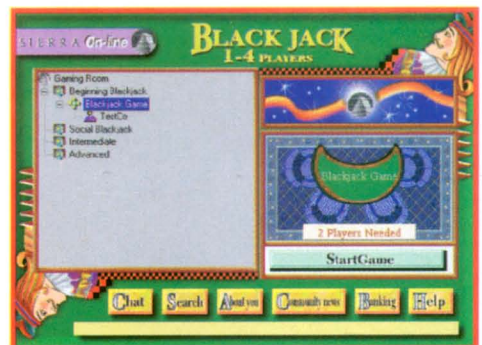 SIERRA On-line
BLACK JACK
1-4 PLAYERS
Gaming Room
Beginning Blackjack
Blackjack Game
TestCo
Social Blackjack
Intermediate
Advanced
Blackjack Game
2 Players Needed
StartGame
Chat Search About you Community news Banking Help